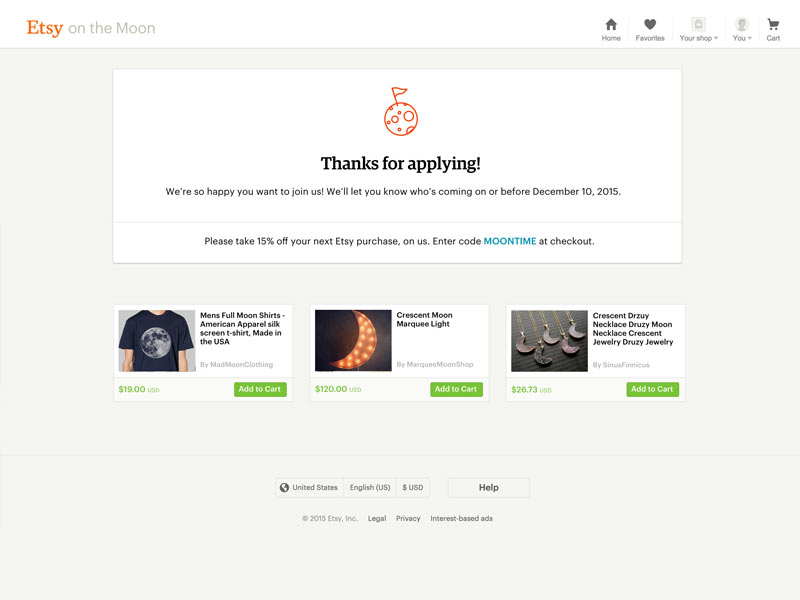 Etsy on the Moon
Home
Favorites
Your shop
You
Cart
Thanks for applying!
We're so happy you want to join us! We'll let you know who's coming on or before December 10, 2015.
Please take 15% off your next Etsy purchase, on us. Enter code MOONTIME at checkout.
Mens Full Moon Shirts -
American Apparel silk
screen t-shirt, Made in
the USA
By MadMoonClothing
$19.00 USD
Add to Cart
Crescent Moon
Marquee Light
By MarqueeMoonShop
$120.00 USD
Add to Cart
Crescent Drzuy
Necklace Druzy Moon
Necklace Crescent
Jewelry Druzy Jewelry
By SinusFinnicus
$26.73 USD
Add to Cart
United States
English (US)
$ USD
Help
© 2015 Etsy, Inc.
Legal
Privacy
Interest-based ads